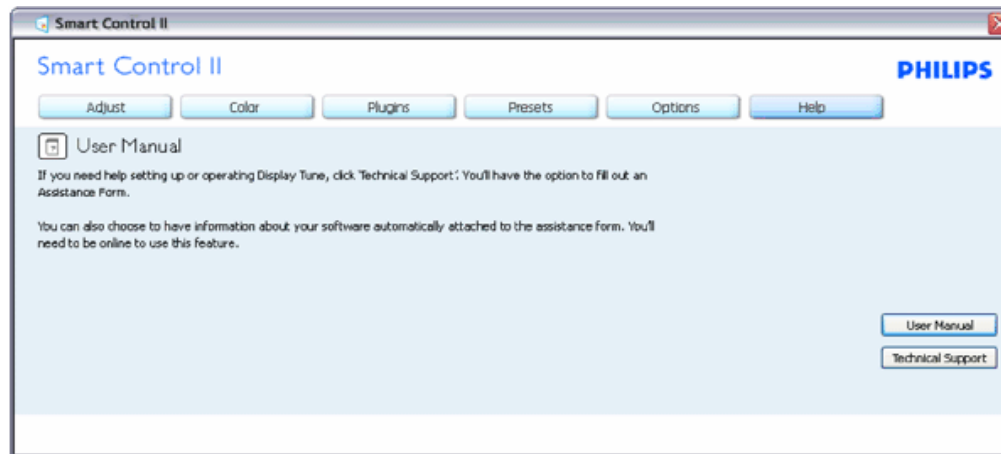 Smart Control II
Smart Control II
PHILIPS
Adjust Color Plugins Presets Options Help
User Manual
If you need help setting up or operating Display Tune, click 'Technical Support'. You'll have the option to fill out an
Assistance Form.
You can also choose to have information about your software automatically attached to the assistance form. You'll
need to be online to use this feature.
User Manual
Technical Support